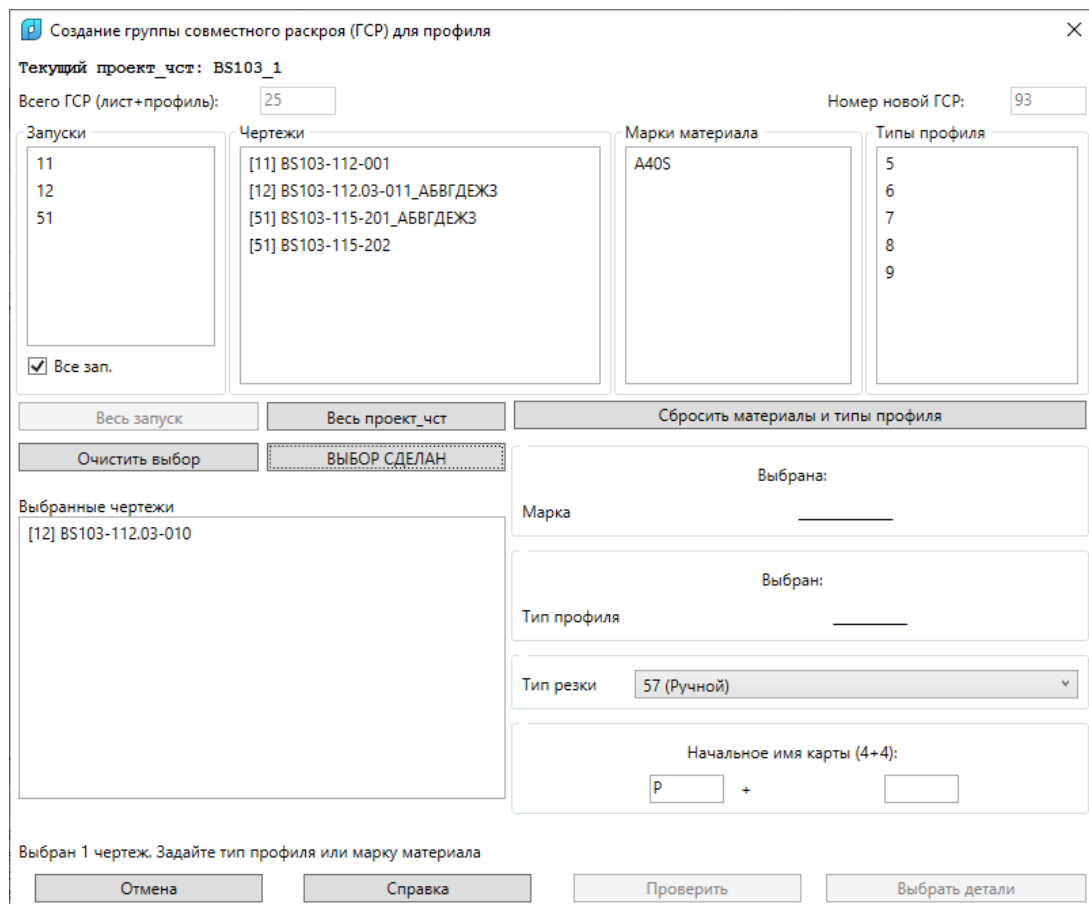 Создание группы совместного раскроя (ГСР) для профиля
Текущий проект_чст: BS103_1
Всего ГСР (лист+профиль): 25 Номер новой ГСР: 93
Запуски Чертежи Марки материала Типы профиля
11 [11] BS103-112-001 A40S 5
12 [12] BS103-112.03-011_АБВГДЕЖЗ 6
51 [51] BS103-115-201_АБВГДЕЖЗ 7
[51] BS103-115-202 8
9
Все зап.
Весь запуск Весь проект_чст Сбросить материалы и типы профиля
Очистить выбор ВЫБОР СДЕЛАН
Выбрана:
Выбранные чертежи
Марка
[12] BS103-112.03-010
Выбран:
Тип профиля
Тип резки 57 (Ручной)
Начальное имя карты (4+4):
P +
Выбран 1 чертеж. Задайте тип профиля или марку материала
Отмена Справка Проверить Выбрать детали